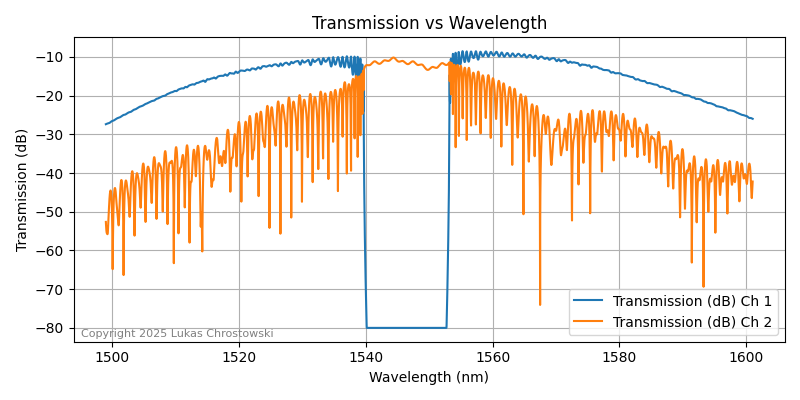 Transmission vs Wavelength
Transmission (dB)
−10
−20
−30
−40
−50
−60
−70
−80
Transmission (dB) Ch 1
Transmission (dB) Ch 2
Copyright 2025 Lukas Chrostowski
1500 1520 1540 1560 1580 1600
Wavelength (nm)